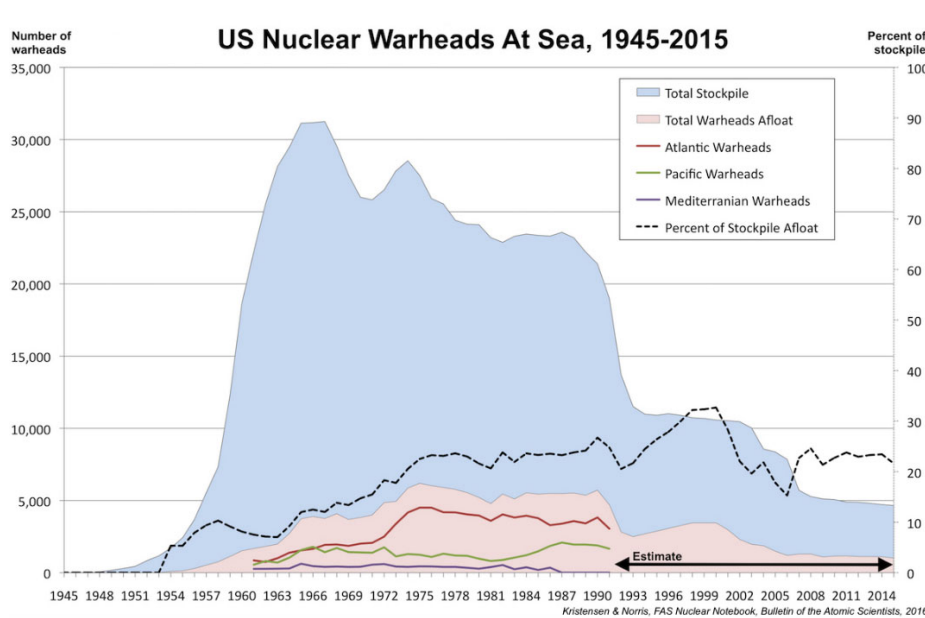 US Nuclear Warheads At Sea, 1945-2015
Number of
warheads
Percent of
stockpile
35,000
30,000
25,000
20,000
15,000
10,000
5,000
0
100
90
80
70
60
50
40
30
20
10
0
Total Stockpile
Total Warheads Afloat
Atlantic Warheads
Pacific Warheads
Mediterranean Warheads
Percent of Stockpile Afloat
Estimate
1945 1948 1951 1954 1957 1960 1963 1966 1969 1972 1975 1978 1981 1984 1987 1990 1993 1996 1999 2002 2005 2008 2011 2014
Kristensen & Norris, FAS Nuclear Notebook, Bulletin of the Atomic Scientists, 2016